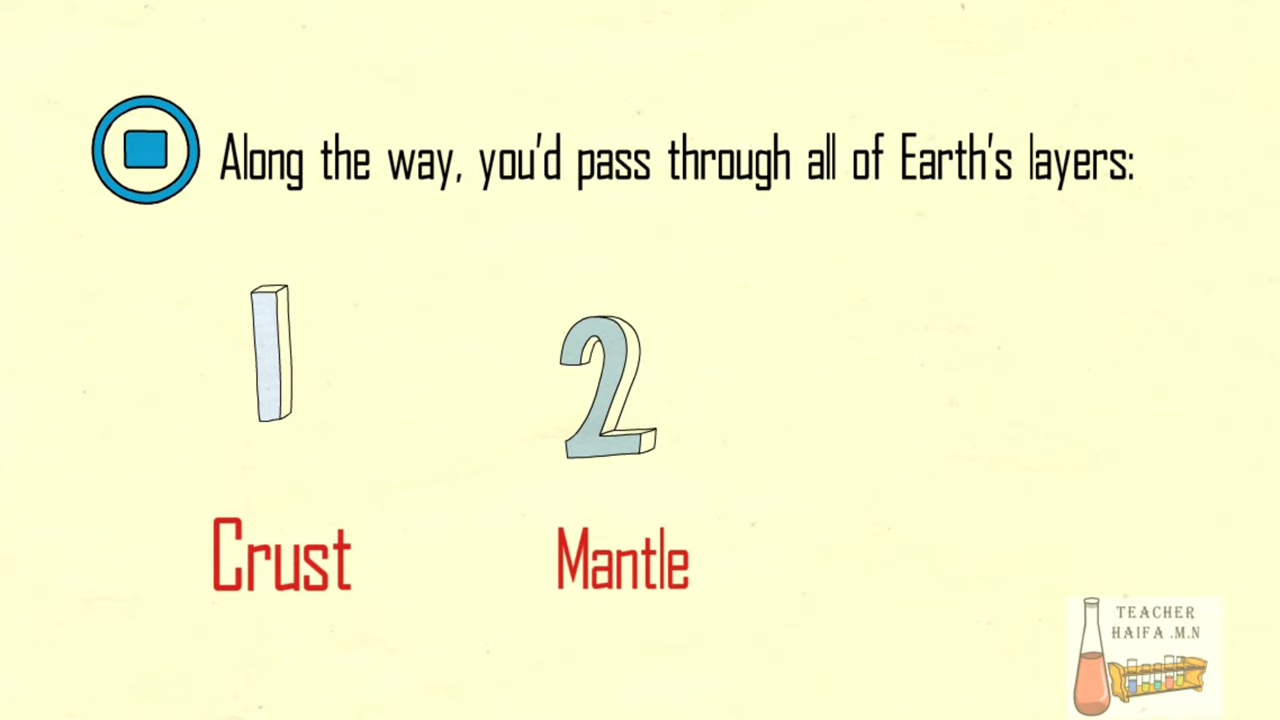 Along the way, you'd pass through all of Earth's layers:
1 2
Crust Mantle
TEACHER
HAIFA .M.N